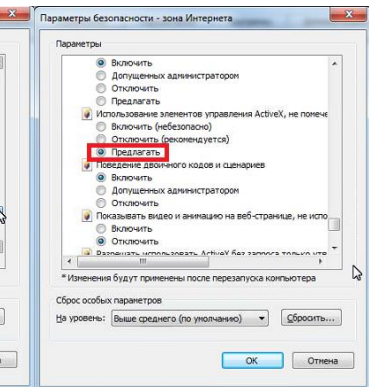 Параметры безопасности - зона Интернета
Параметры
Включить
Допущенных администратором
Отключить
Предлагать
Использование элементов управления ActiveX, не помече
Включить (небезопасно)
Отключить (рекомендуется)
Предлагать
Поведение двоичного кодов и сценариев
Включить
Допущенных администратором
Отключить
Показывать видео и анимацию на веб-странице, не испо
Включить
Отключить
Разрешать использовать ActiveX без запроса только утв
* Изменения будут применены после перезапуска компьютера
Сброс особых параметров
На уровень: Выше среднего (по умолчанию) Сбросить...
ОК Отмена